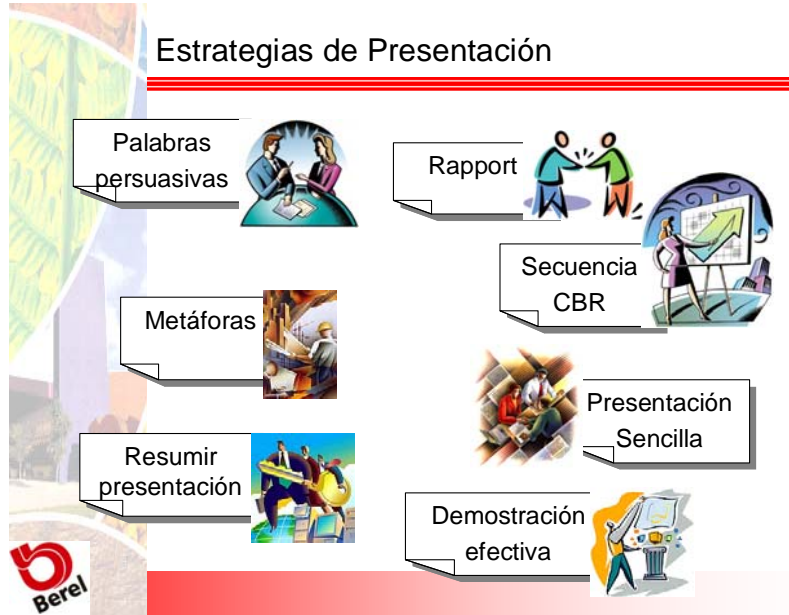 Estrategias de Presentación
Palabras
persuasivas
Rapport
Secuencia
CBR
Metáforas
Presentación
Sencilla
Resumir
presentación
Demostración
efectiva
Berel